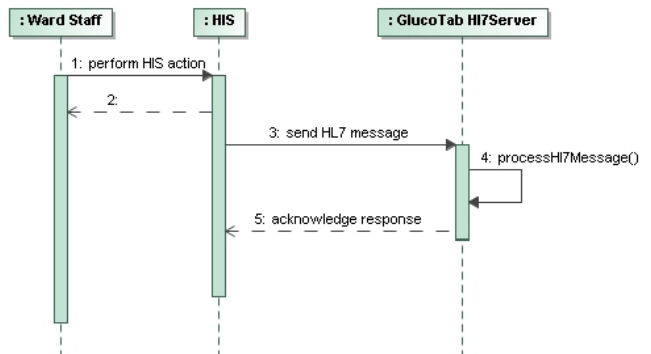 : Ward Staff
: HIS
: GlucoTab Hl7Server
1: perform HIS action
2:
3: send HL7 message
4: processHl7Message()
5: acknowledge response